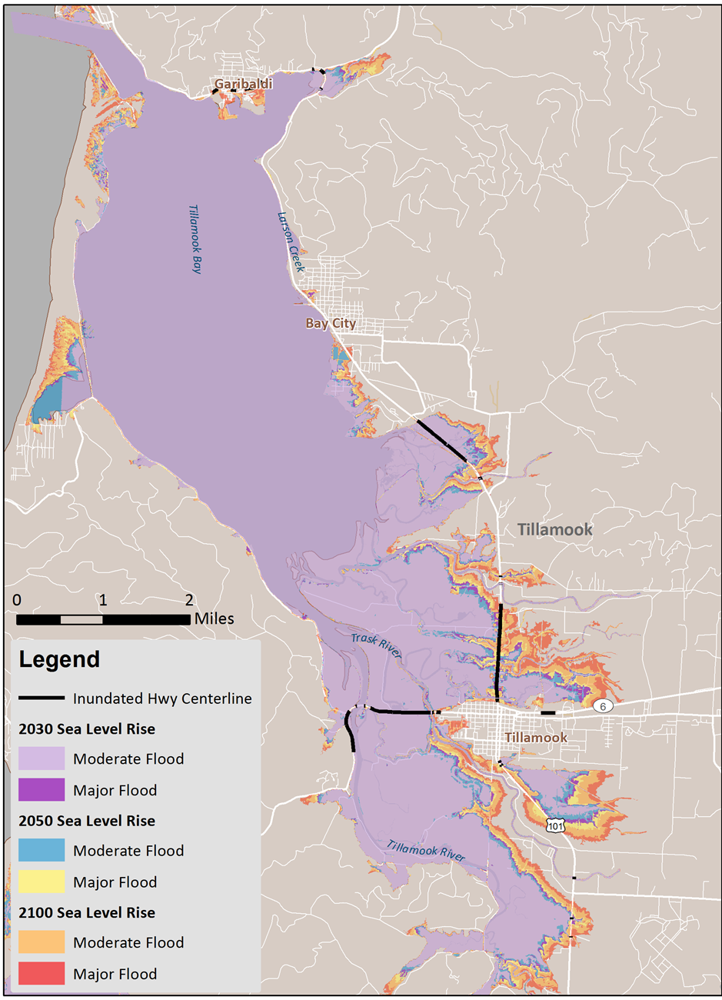 Garibaldi
Tillamook Bay
Larson Creek
Bay City
Tillamook
0 1 2
Miles
Trask River
6
Tillamook
101
Tillamook River
Legend
Inundated Hwy Centerline
2030 Sea Level Rise
Moderate Flood
Major Flood
2050 Sea Level Rise
Moderate Flood
Major Flood
2100 Sea Level Rise
Moderate Flood
Major Flood